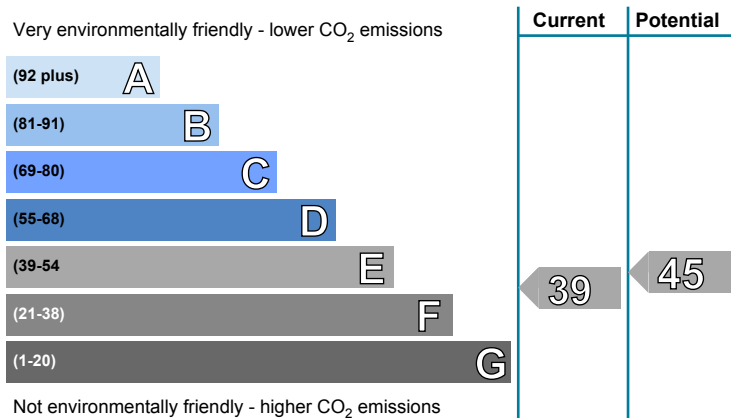 Very environmentally friendly - lower CO2 emissions
Current
Potential
(92 plus) A
(81-91) B
(69-80) C
(55-68) D
(39-54 E
(21-38) F
(1-20) G
39
45
Not environmentally friendly - higher CO2 emissions